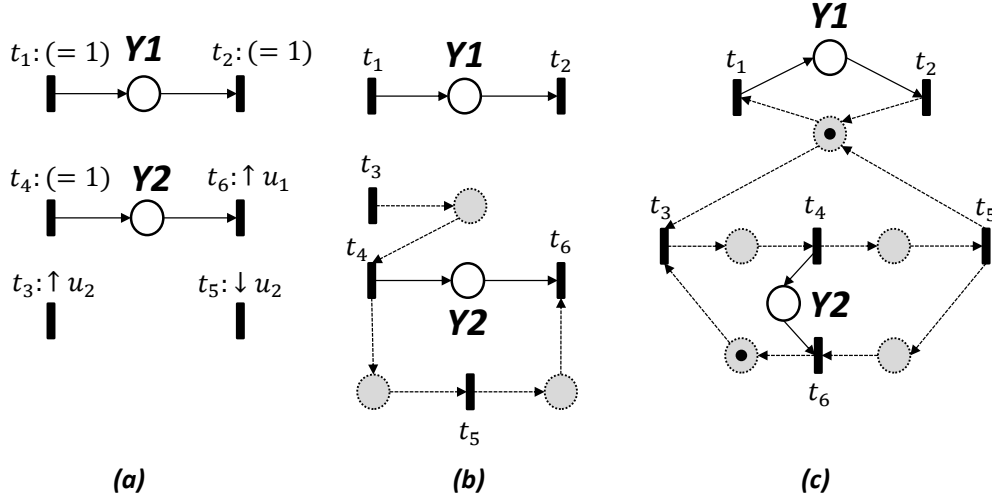 t₁: (= 1) Y1 t₂: (= 1)
t₄: (= 1) Y2 t₆: ↑ u₁
t₃: ↑ u₂ t₅: ↓ u₂
(a)
t₁ Y1 t₂
t₃
t₄ t₆
Y2
t₅
(b)
Y1
t₁ t₂
t₃ t₄ t₅
Y2
t₆
(c)